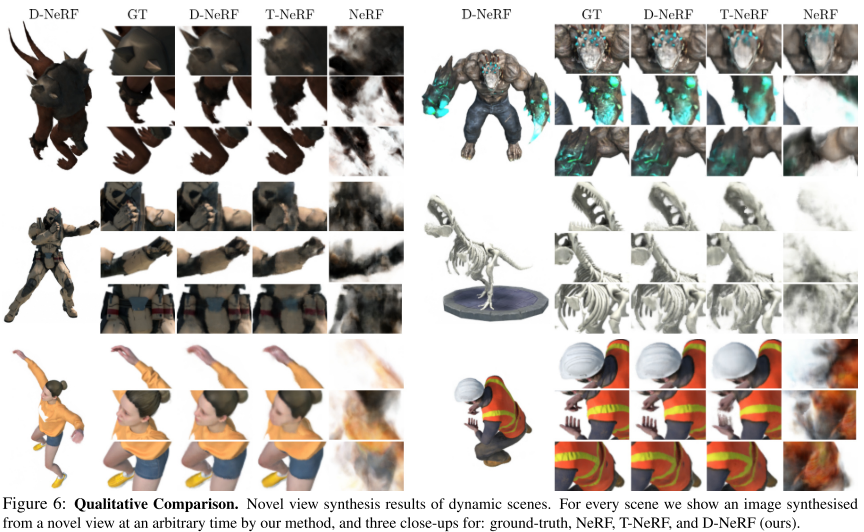 D-NeRF GT D-NeRF T-NeRF NeRF D-NeRF GT D-NeRF T-NeRF NeRF
Figure 6: Qualitative Comparison. Novel view synthesis results of dynamic scenes. For every scene we show an image synthesised
from a novel view at an arbitrary time by our method, and three close-ups for: ground-truth, NeRF, T-NeRF, and D-NeRF (ours).